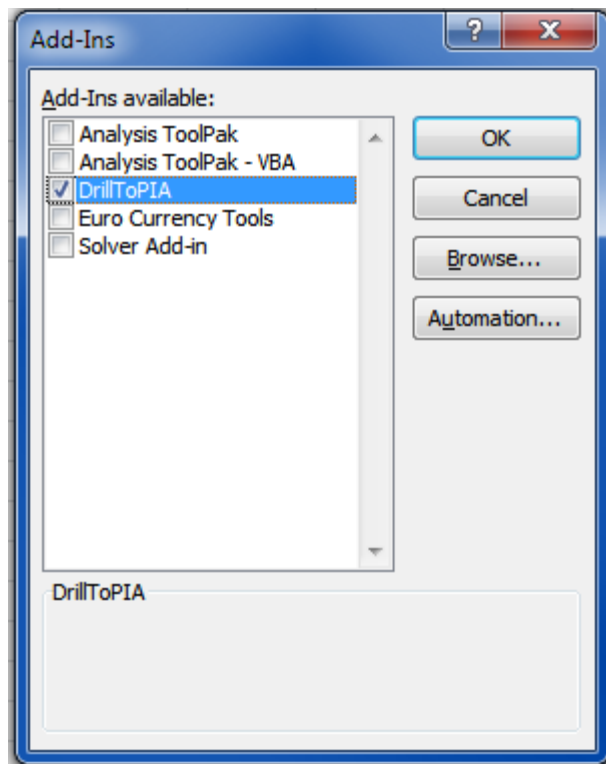 Add-Ins
?
Add-Ins available:
Analysis ToolPak
Analysis ToolPak - VBA
DrillToPIA
Euro Currency Tools
Solver Add-in
OK
Cancel
Browse...
Automation...
DrillToPIA